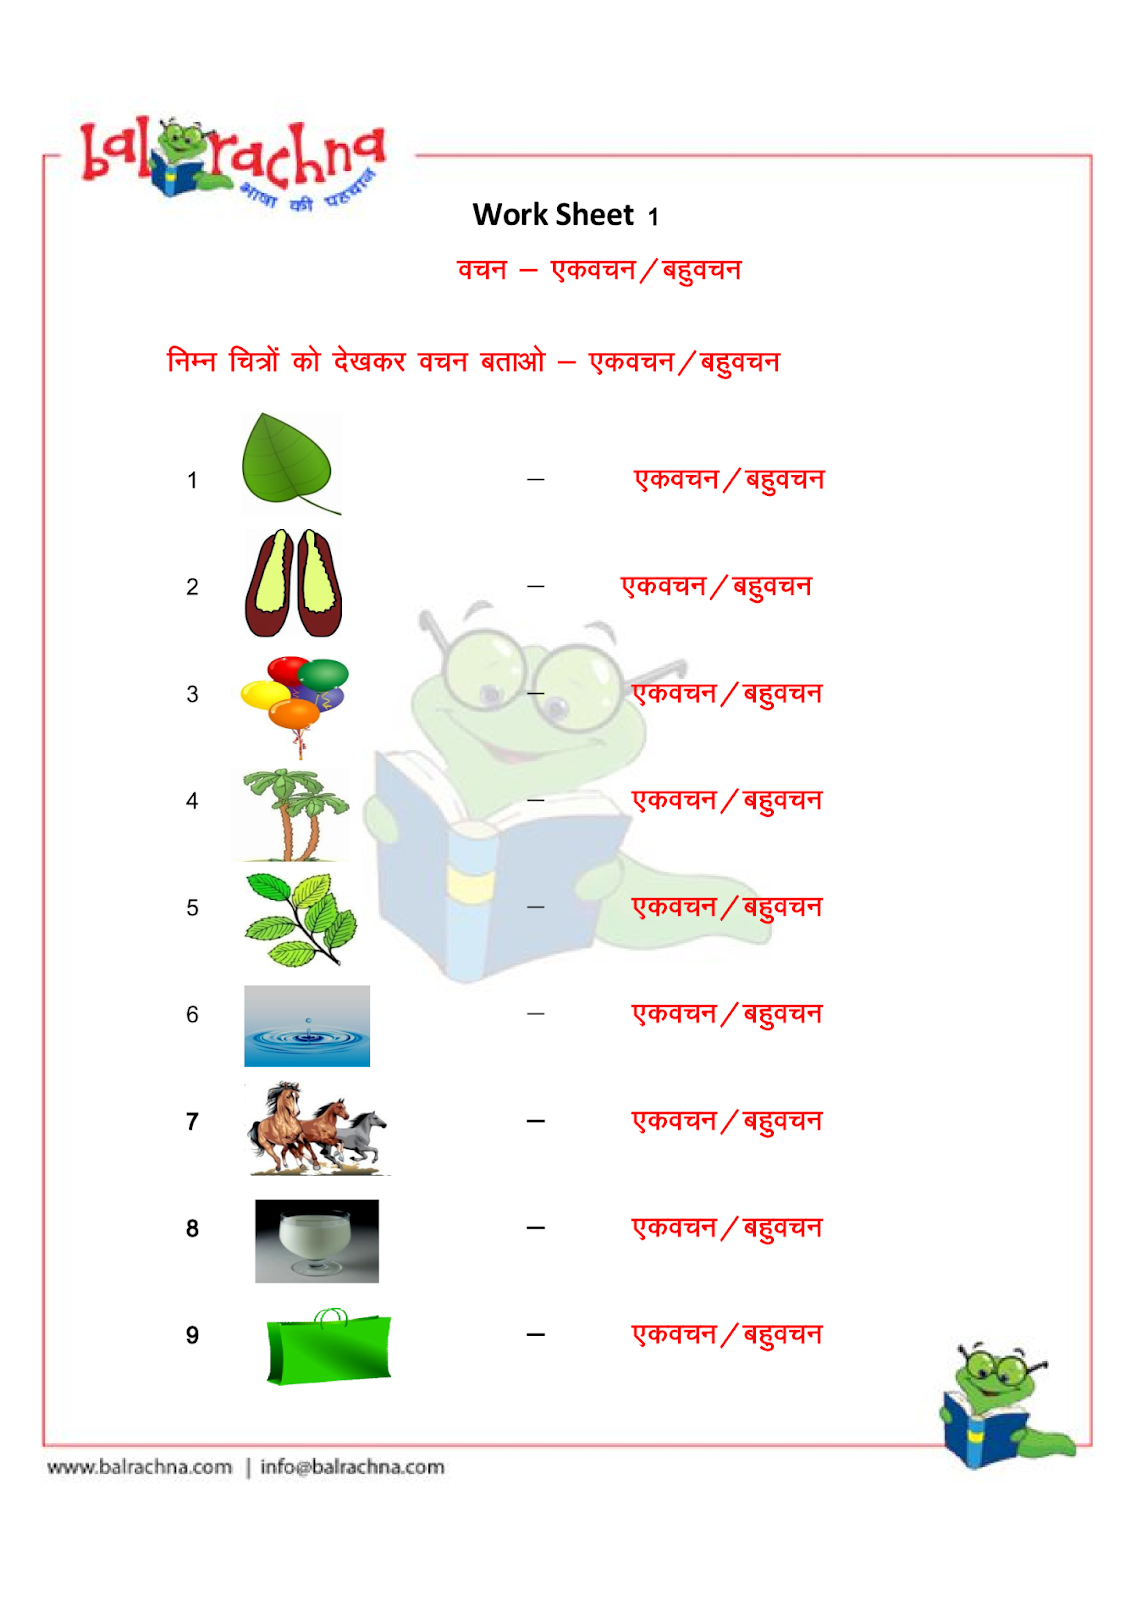 balrachna
भाषा की पहचान
Work Sheet 1
वचन – एकवचन/बहुवचन
निम्न चित्रों को देखकर वचन बताओ – एकवचन/बहुवचन
1 – एकवचन/बहुवचन
2 – एकवचन/बहुवचन
3 – एकवचन/बहुवचन
4 – एकवचन/बहुवचन
5 – एकवचन/बहुवचन
6 – एकवचन/बहुवचन
7 – एकवचन/बहुवचन
8 – एकवचन/बहुवचन
9 – एकवचन/बहुवचन
www.balrachna.com | info@balrachna.com